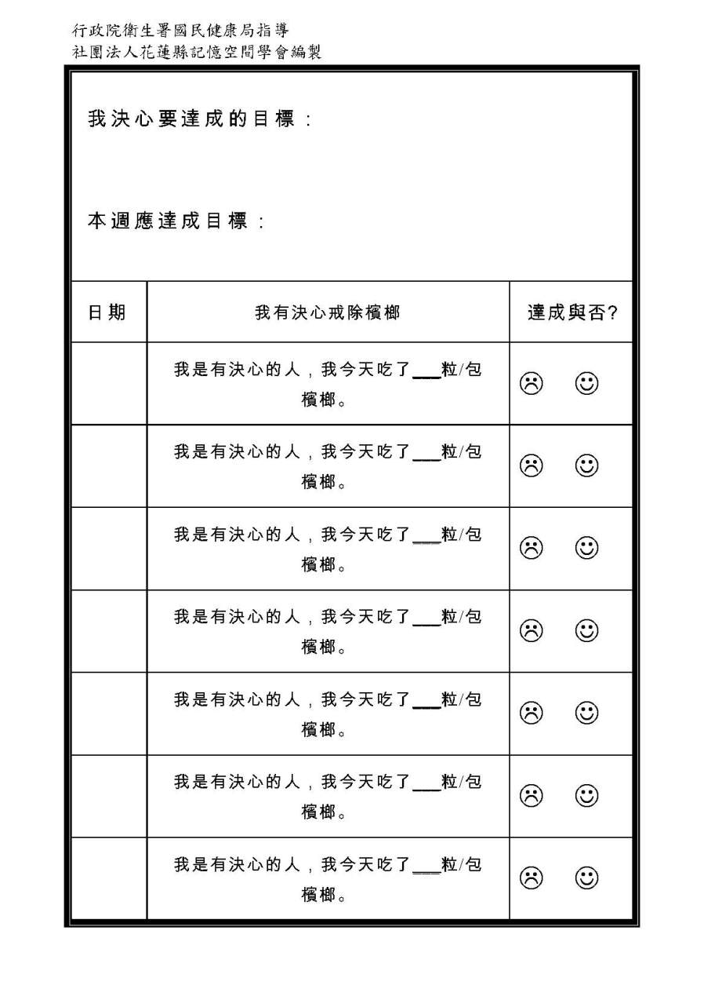 行政院衛生署國民健康局指導
社團法人花蓮縣記憶空間學會編製
我決心要達成的目標：
本週應達成目標：
日期 我有決心戒除檳榔 達成與否?
我是有決心的人，我今天吃了___粒/包
檳榔。
我是有決心的人，我今天吃了___粒/包
檳榔。
我是有決心的人，我今天吃了___粒/包
檳榔。
我是有決心的人，我今天吃了___粒/包
檳榔。
我是有決心的人，我今天吃了___粒/包
檳榔。
我是有決心的人，我今天吃了___粒/包
檳榔。
我是有決心的人，我今天吃了___粒/包
檳榔。